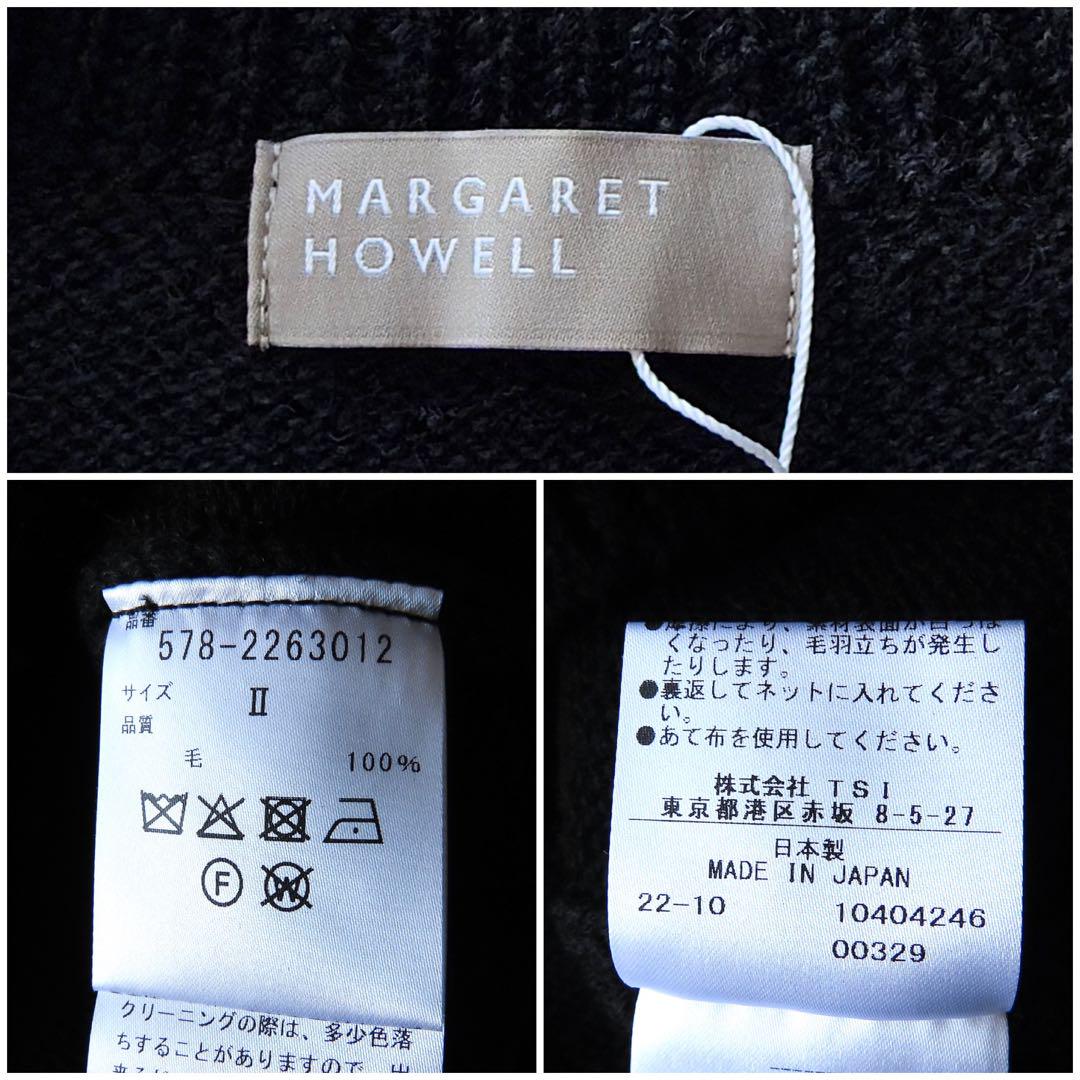 MARGARET
HOWELL
品番
578-2263012
サイズ
II
品質
毛 100%
F
W
クリーニングの際は、多少色落
ちすることがありますので、出
くなったり、毛羽立ちが発生し
たりします。
●裏返してネットに入れてくださ
い。
●あて布を使用してください。
株式会社 TSI
東京都港区赤坂 8-5-27
日本製
MADE IN JAPAN
22-10 10404246
00329